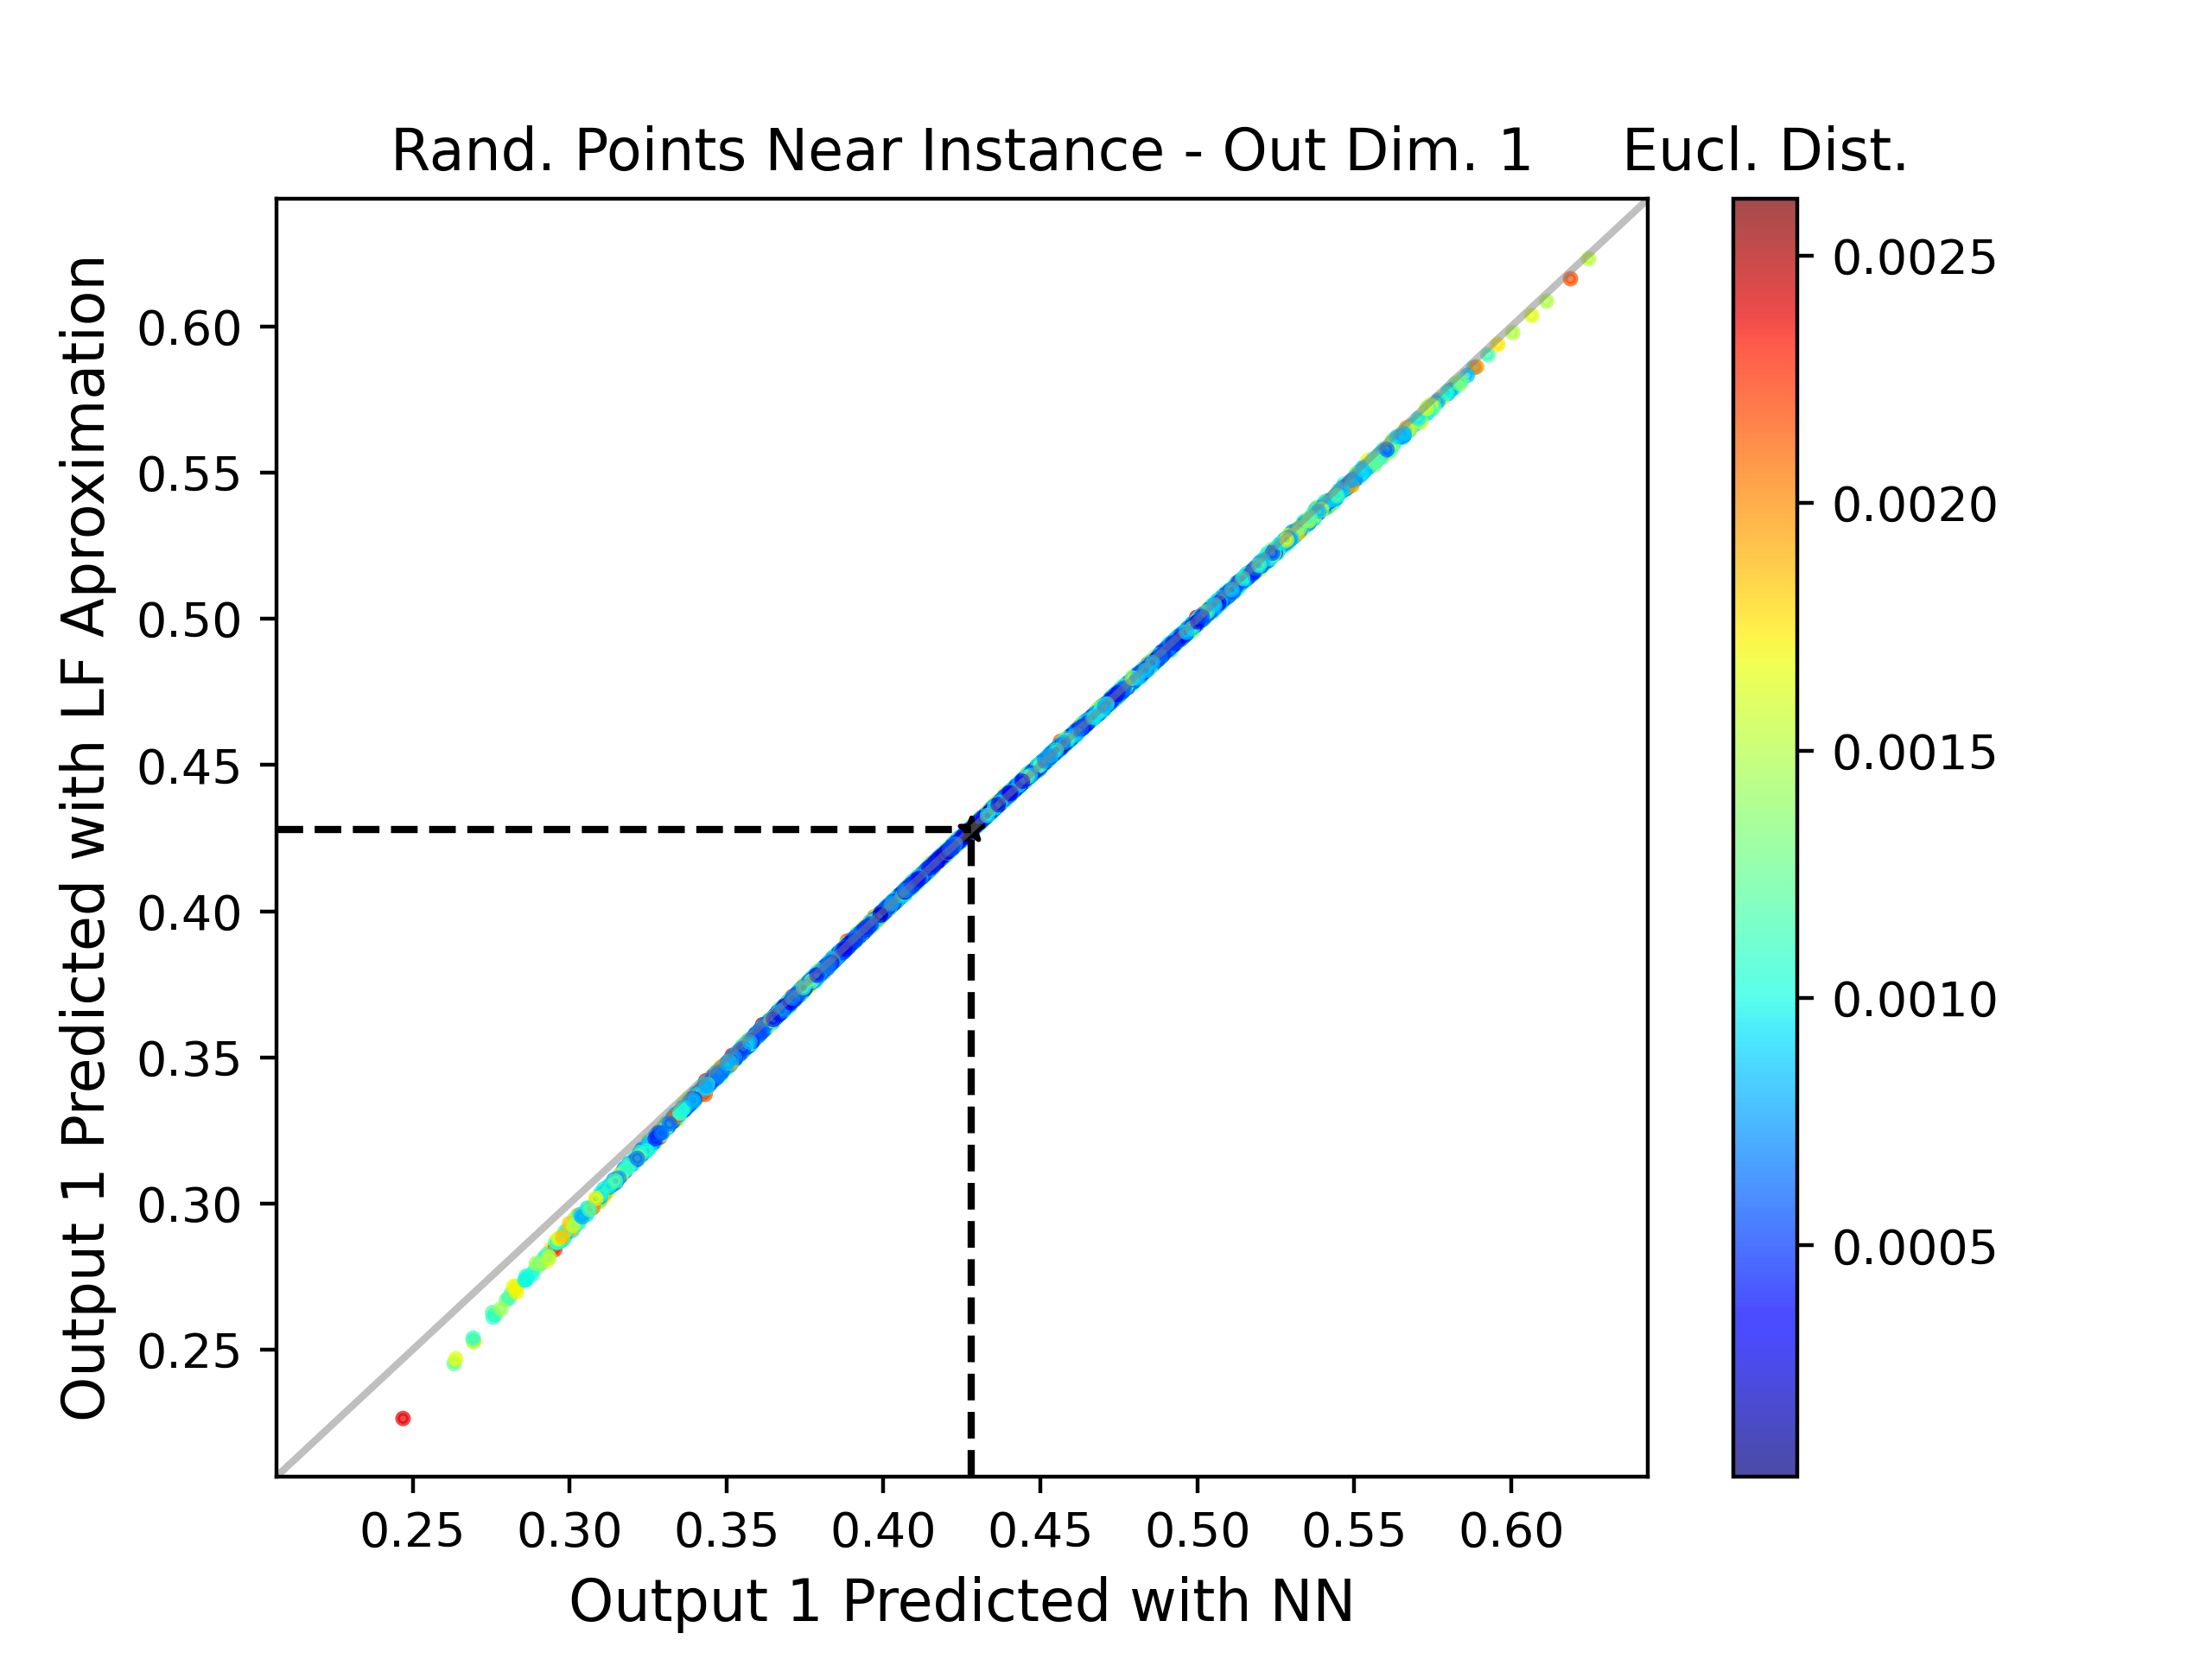 Rand. Points Near Instance - Out Dim. 1
Eucl. Dist.
Output 1 Predicted with LF Aproximation
0.60
0.55
0.50
0.45
0.40
0.35
0.30
0.25
0.25 0.30 0.35 0.40 0.45 0.50 0.55 0.60
Output 1 Predicted with NN
0.0025
0.0020
0.0015
0.0010
0.0005